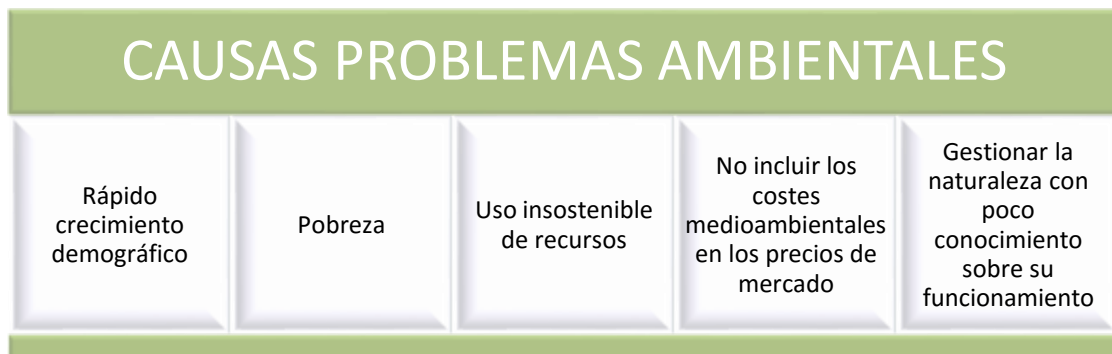 CAUSAS PROBLEMAS AMBIENTALES
Rápido
crecimiento
demográfico
Pobreza
Uso insostenible
de recursos
No incluir los
costes
medioambientales
en los precios de
mercado
Gestionar la
naturaleza con
poco
conocimiento
sobre su
funcionamiento